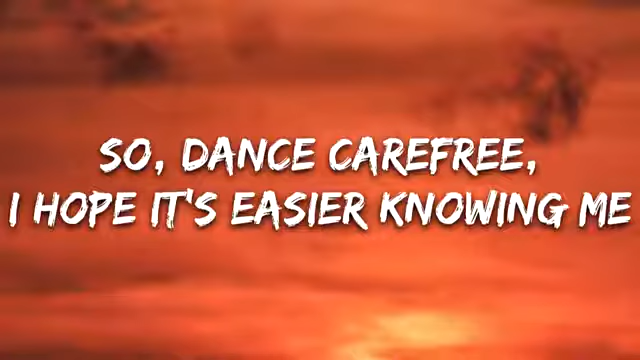 SO, DANCE CAREFREE,
I HOPE IT'S EASIER KNOWING ME